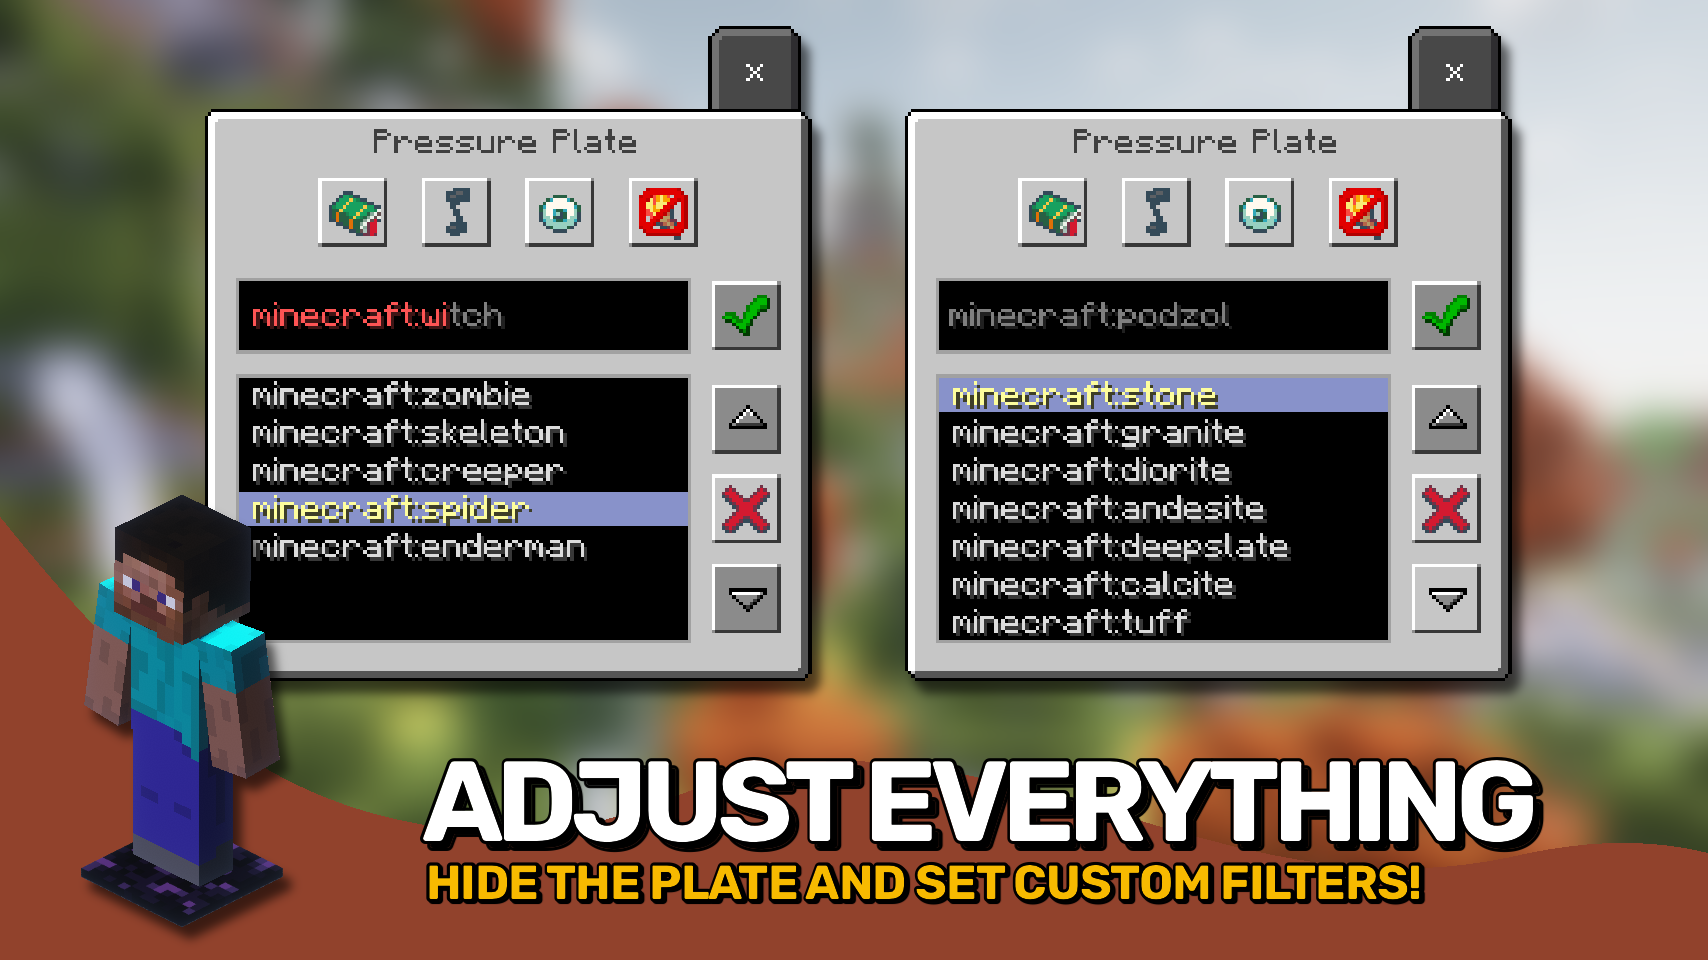 x
Pressure Plate
minecraft:witch
minecraft:zombie
minecraft:skeleton
minecraft:creeper
minecraft:spider
minecraft:enderman
x
Pressure Plate
minecraft:podzol
minecraft:stone
minecraft:granite
minecraft:diorite
minecraft:andesite
minecraft:deepslate
minecraft:calcite
minecraft:tuff
ADJUST EVERYTHING
HIDE THE PLATE AND SET CUSTOM FILTERS!